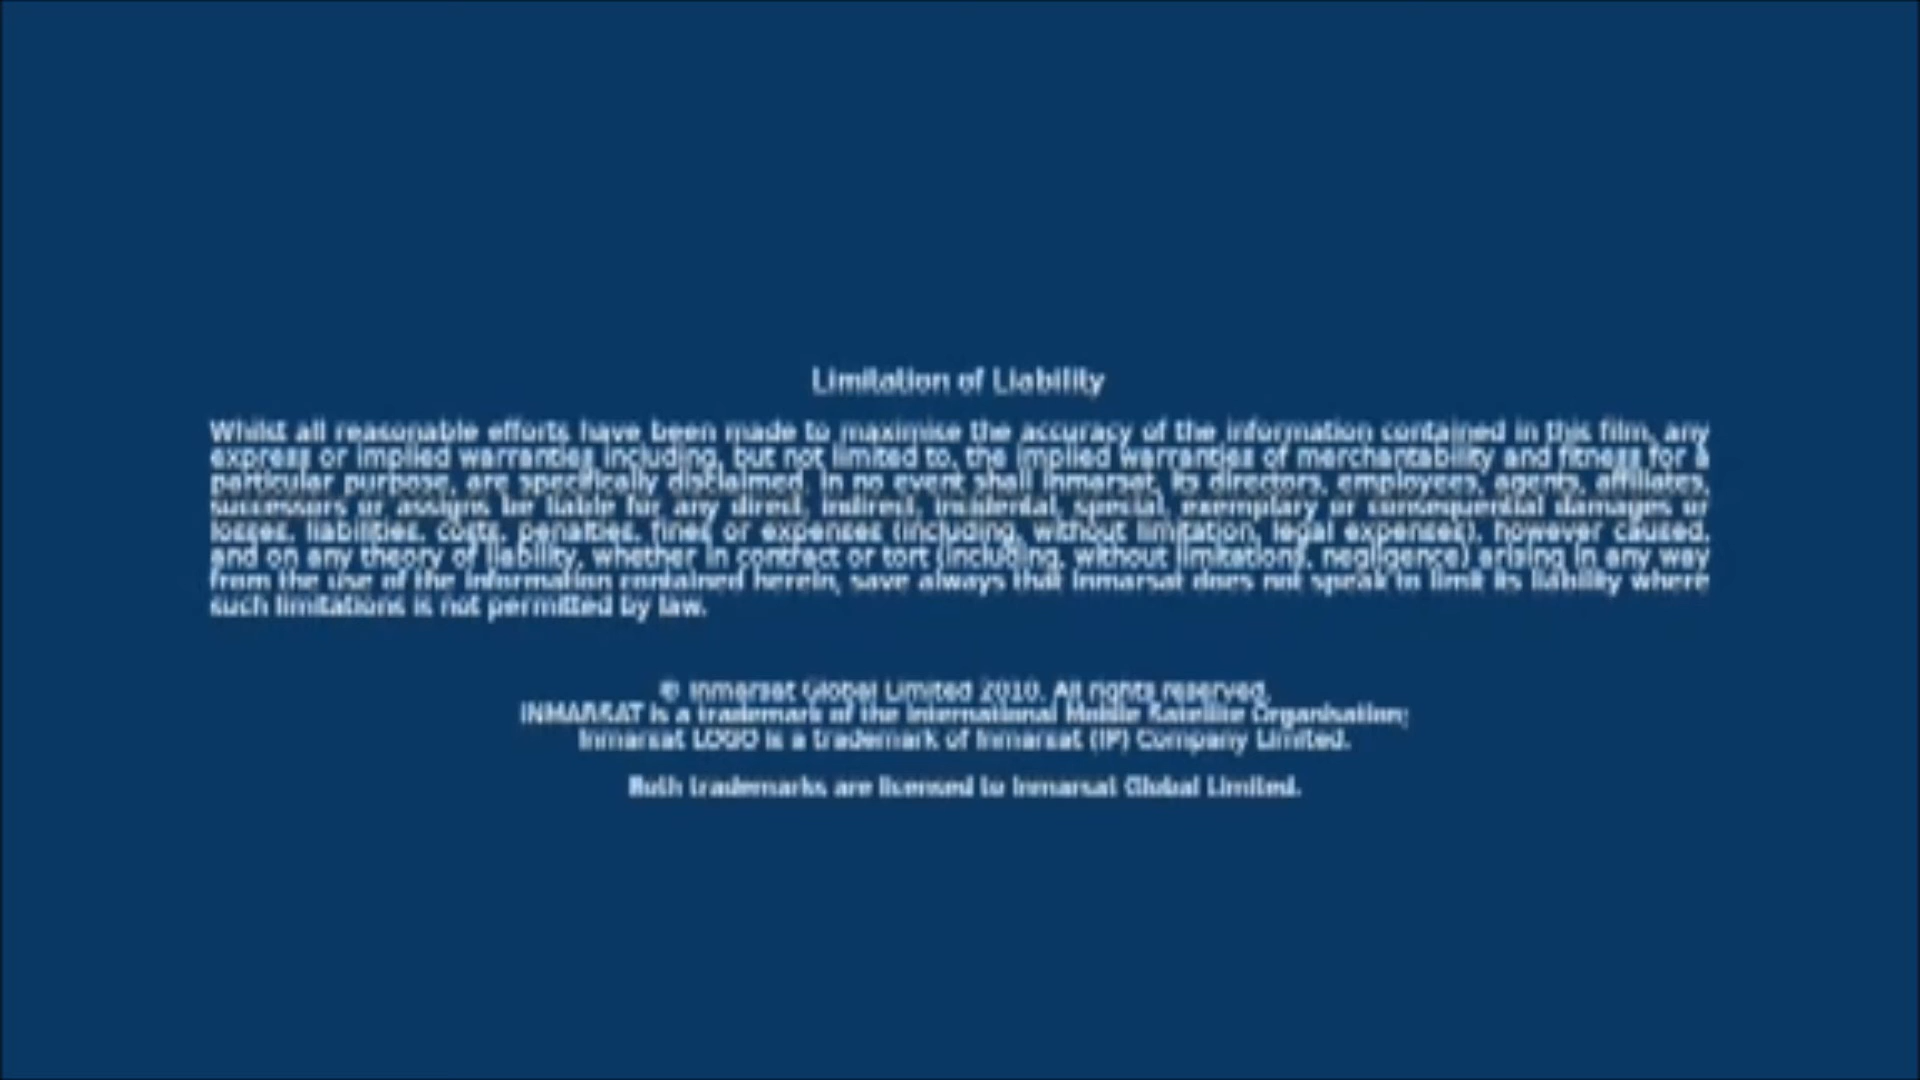 Limitation of Liability
Whilst all reasonable efforts have been made to maximise the accuracy of the information contained in this film, any
express or implied warranties including, but not limited to, the implied warranties of merchantability and fitness for a
particular purpose, are specifically disclaimed. In no event shall Inmarsat, its directors, employees, agents, affiliates,
successors or assigns be liable for any direct, indirect, incidental, special, exemplary or consequential damages or
losses, liabilities, costs, penalties, fines or expenses (including, without limitation, legal expenses), however caused,
and on any theory of liability, whether in contract or tort (including, without limitations, negligence) arising in any way
from the use of the information contained herein, save always that Inmarsat does not speak to limit its liability where
such limitations is not permitted by law.
© Inmarsat Global Limited 2010. All rights reserved.
INMARSAT is a trademark of the International Mobile Satellite Organisation;
Inmarsat LOGO is a trademark of Inmarsat (IP) Company Limited.
Both trademarks are licensed to Inmarsat Global Limited.